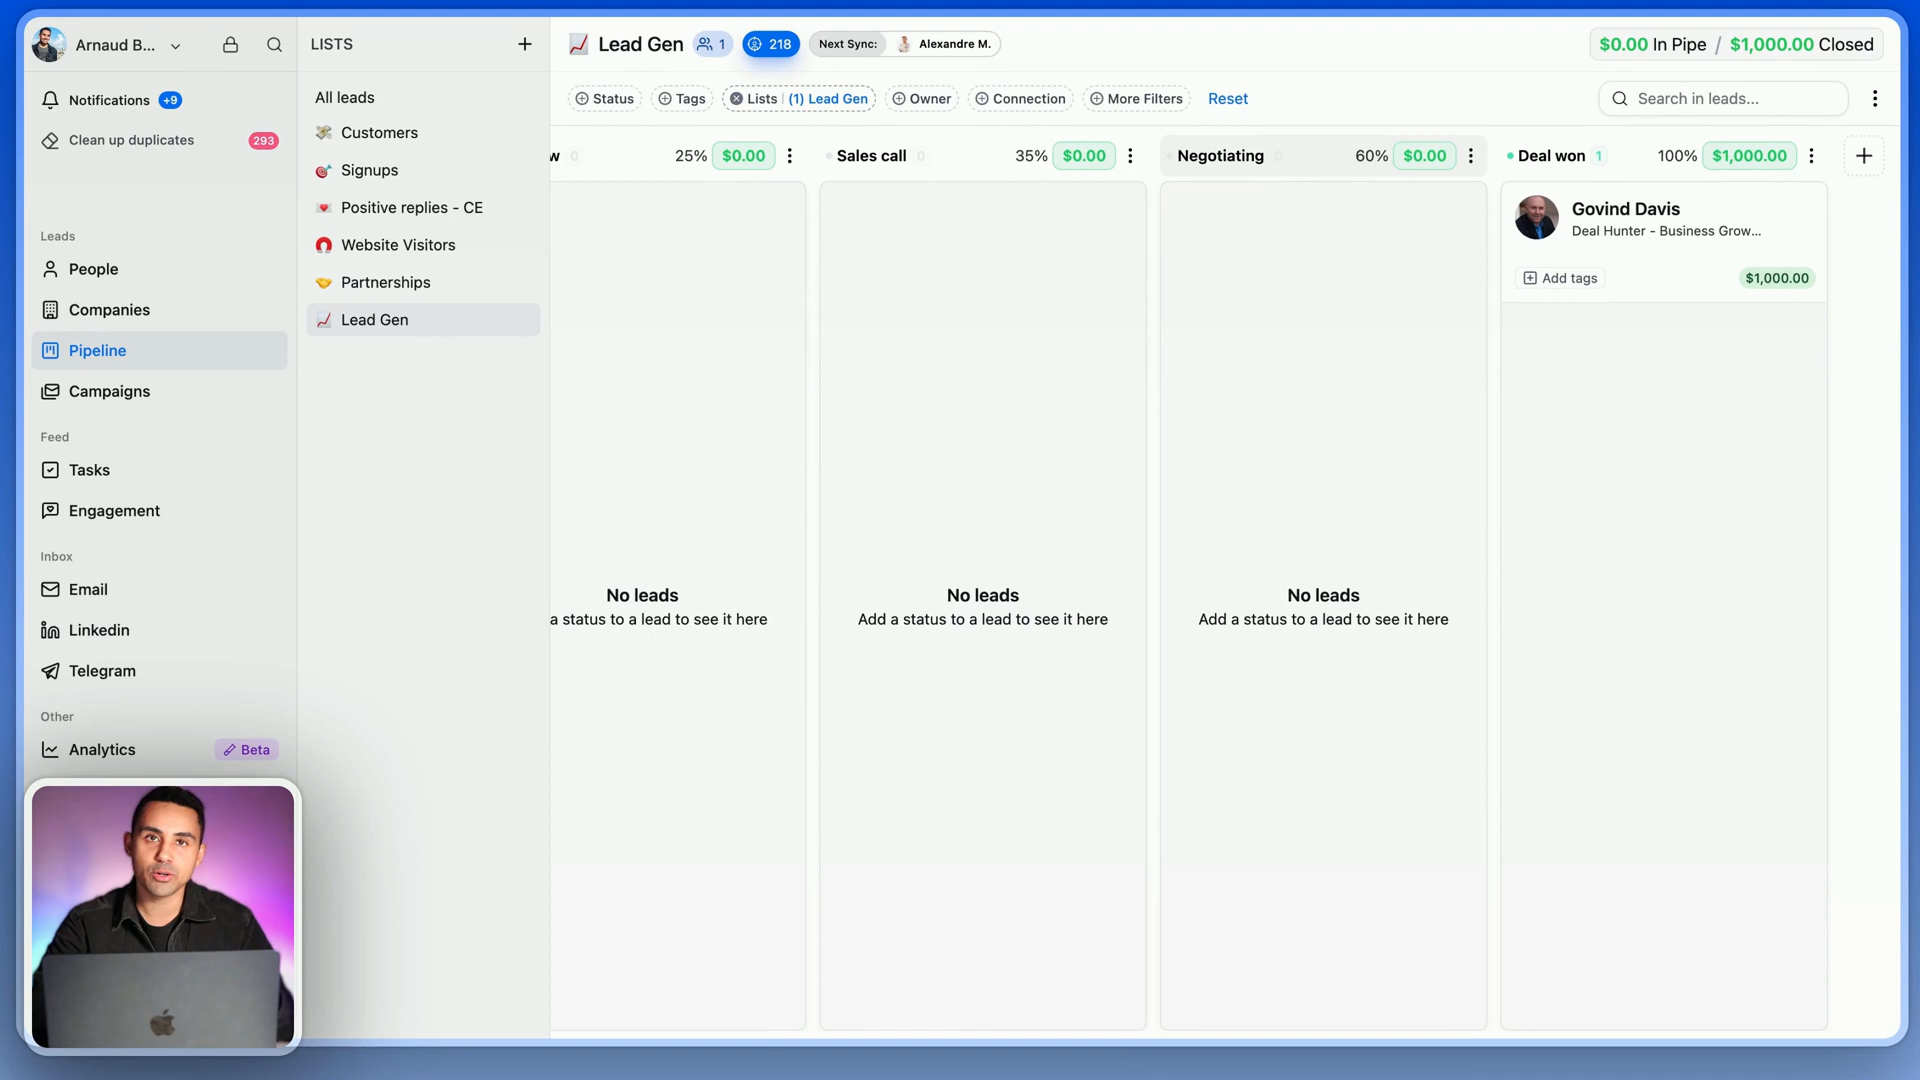 Arnaud B...
Notifications +9
Clean up duplicates 293
Leads
People
Companies
Pipeline
Campaigns
Feed
Tasks
Engagement
Inbox
Email
Linkedin
Telegram
Other
Analytics Beta
LISTS
All leads
Customers
Signups
Positive replies - CE
Website Visitors
Partnerships
Lead Gen
Lead Gen 1 218 Next Sync: Alexandre M.
$0.00 In Pipe / $1,000.00 Closed
Status Tags Lists (1) Lead Gen Owner Connection More Filters Reset
Search in leads...
w 0 25% $0.00
Sales call 0 35% $0.00
Negotiating 0 60% $0.00
Deal won 1 100% $1,000.00
No leads
a status to a lead to see it here
No leads
Add a status to a lead to see it here
No leads
Add a status to a lead to see it here
Govind Davis
Deal Hunter - Business Grow...
Add tags $1,000.00